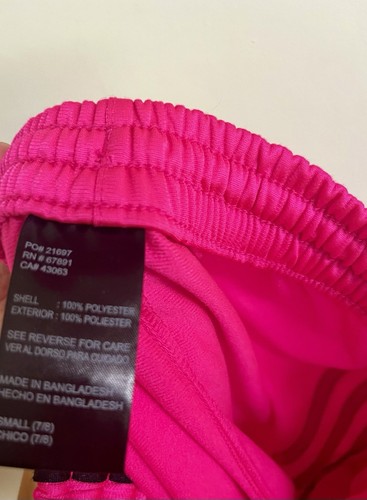 PO# 21697
RN # 67891
CA# 43063
SHELL : 100% POLYESTER
EXTERIOR : 100% POLIESTER
SEE REVERSE FOR CARE
VER AL DORSO PARA CUIDADO
MADE IN BANGLADESH
HECHO EN BANGLADESH
SMALL (7/8)
CHICO (7/8)